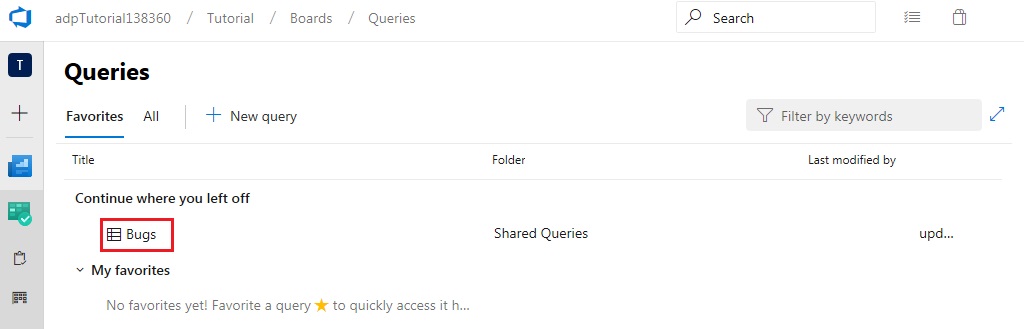 adpTutorial138360 / Tutorial / Boards / Queries
Search
T
Queries
Favorites All
New query
Filter by keywords
Title Folder Last modified by
Continue where you left off
Bugs Shared Queries upd...
My favorites
No favorites yet! Favorite a query ★ to quickly access it h...